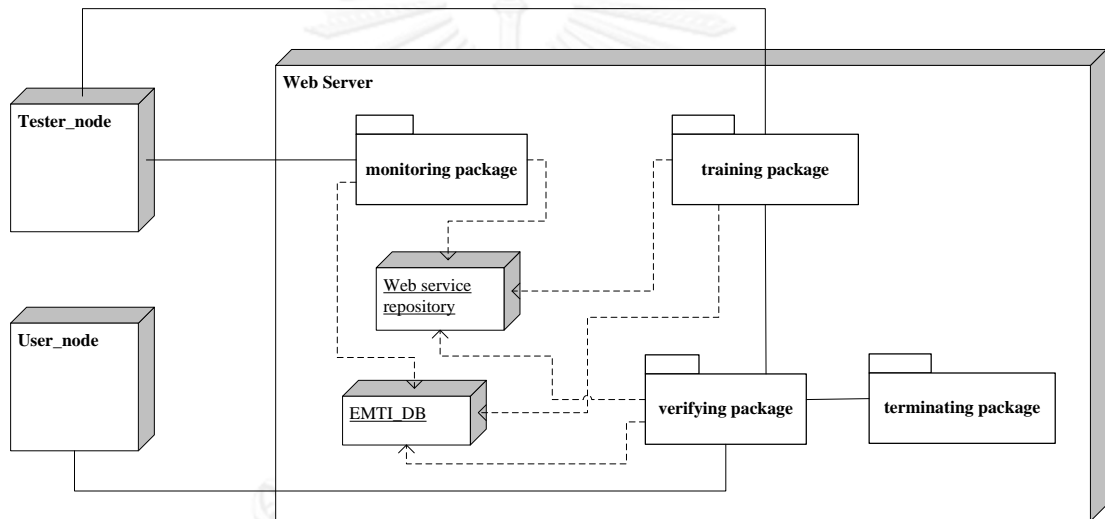 Web Server
Tester_node
monitoring package
training package
Web service
repository
User_node
EMTI_DB
verifying package
terminating package